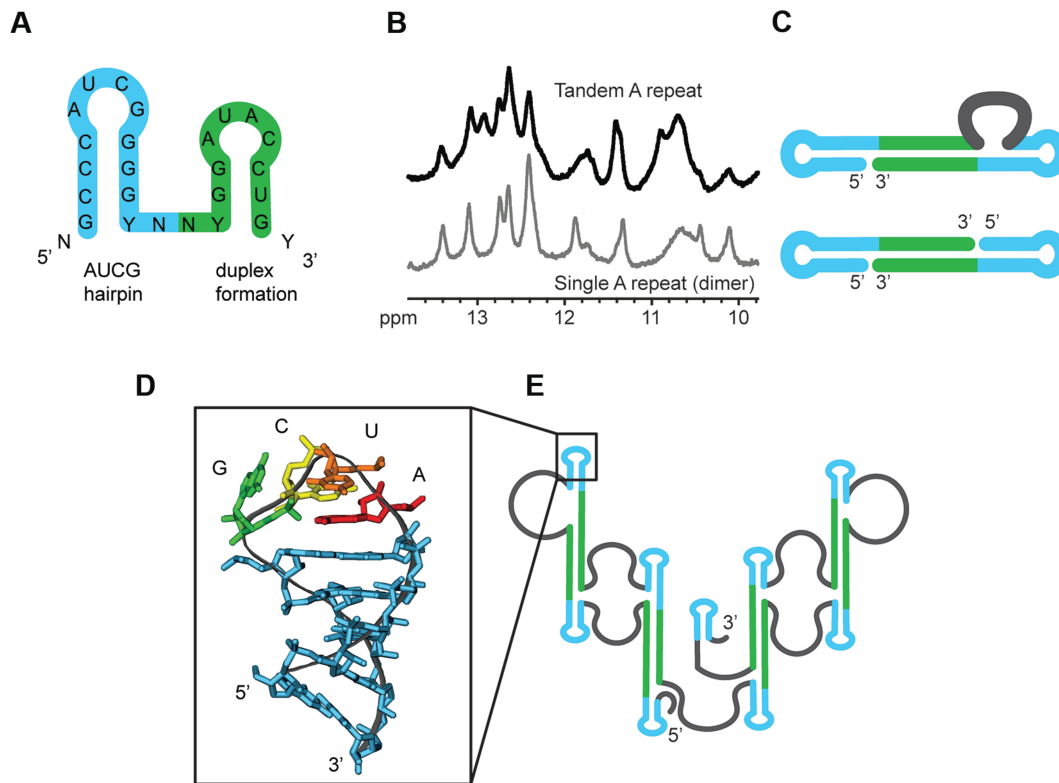 A
N G C C C A U C G G G G Y N N Y G G A U A C C U G Y
5’
3’
AUCG
hairpin
duplex
formation
B
Tandem A repeat
Single A repeat (dimer)
ppm 13 12 11 10
C
5’ 3’
3’ 5’
5’ 3’
D
G C U A
5’
3’
E
3’
5’